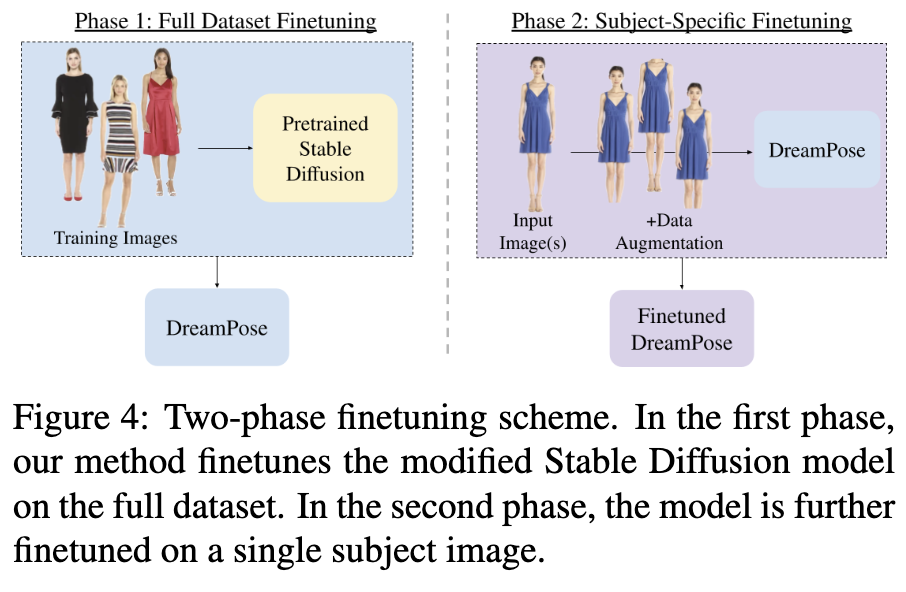 Phase 1: Full Dataset Finetuning
Pretrained
Stable
Diffusion
Training Images
DreamPose
Phase 2: Subject-Specific Finetuning
DreamPose
Input
Image(s)
+Data
Augmentation
Finetuned
DreamPose
Figure 4: Two-phase finetuning scheme. In the first phase,
our method finetunes the modified Stable Diffusion model
on the full dataset. In the second phase, the model is further
finetuned on a single subject image.